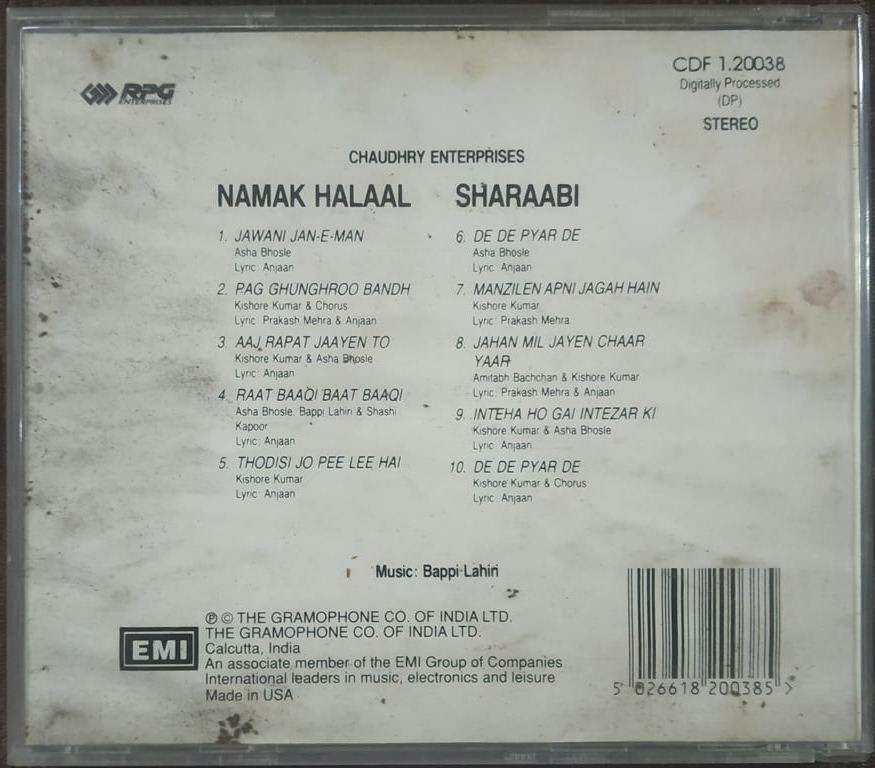 RPG
ENTERPRISES
CDF 1.20038
Digitally Processed
(DP)
STEREO
CHAUDHRY ENTERPRISES
NAMAK HALAAL
1. JAWANI JAN-E-MAN
Asha Bhosle
Lyric: Anjaan
2. PAG GHUNGHROO BANDH
Kishore Kumar & Chorus
Lyric: Prakash Mehra & Anjaan
3. AAJ RAPAT JAAYEN TO
Kishore Kumar & Asha Bhosle
Lyric: Anjaan
4. RAAT BAAQI BAAT BAAQI
Asha Bhosle, Bappi Lahiri & Shashi
Kapoor
Lyric: Anjaan
5. THODISI JO PEE LEE HAI
Kishore Kumar
Lyric: Anjaan
SHARAABI
6. DE DE PYAR DE
Asha Bhosle
Lyric: Anjaan
7. MANZILEN APNI JAGAH HAIN
Kishore Kumar
Lyric: Prakash Mehra
8. JAHAN MIL JAYEN CHAAR
YAAR
Amitabh Bachchan & Kishore Kumar
Lyric: Prakash Mehra & Anjaan
9. INTEHA HO GAI INTEZAR KI
Kishore Kumar & Asha Bhosle
Lyric: Anjaan
10. DE DE PYAR DE
Kishore Kumar & Chorus
Lyric: Anjaan
Music: Bappi Lahiri
EMI
℗ © THE GRAMOPHONE CO. OF INDIA LTD.
THE GRAMOPHONE CO. OF INDIA LTD.
Calcutta, India
An associate member of the EMI Group of Companies
International leaders in music, electronics and leisure
Made in USA
5 026618 200385 >